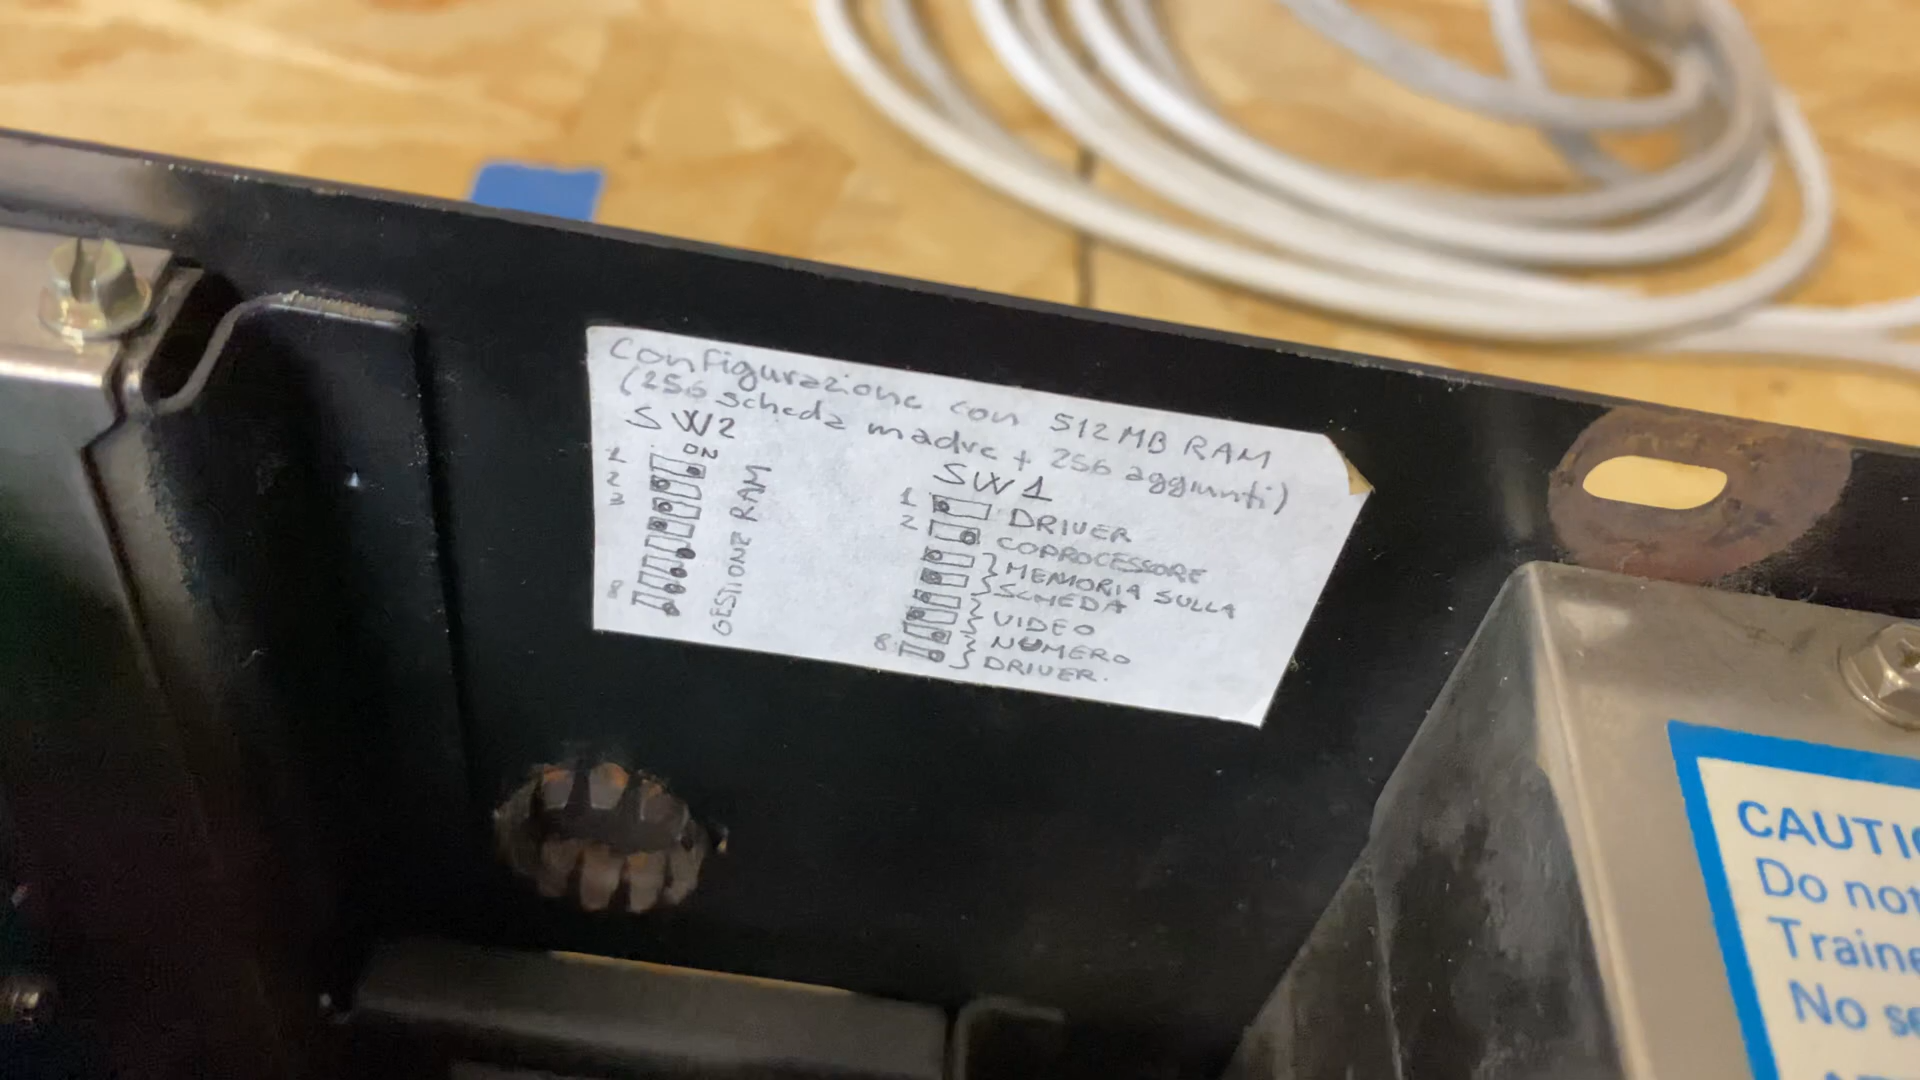 Configurazione con 512MB RAM
(256 scheda madre + 256 aggiunti)
SW2
ON
1
2
3
8
GESTIONE RAM
SW1
1 DRIVER
2 COPROCESSORE
MEMORIA SULLA
SCHEDA
VIDEO
NUMERO
8 DRIVER.
CAUTIO
Do not
Traine
No se